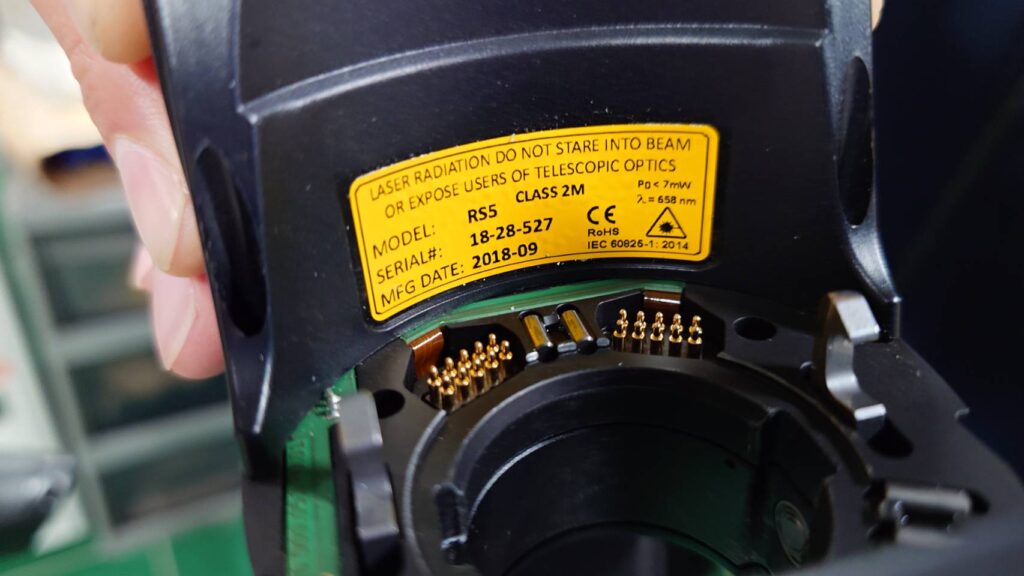 LASER RADIATION DO NOT STARE INTO BEAM
OR EXPOSE USERS OF TELESCOPIC OPTICS
MODEL: RS5 CLASS 2M
SERIAL#: 18-28-527
MFG DATE: 2018-09
P0 < 7mW
λ = 658 nm
CE
RoHS
IEC 60825-1: 2014